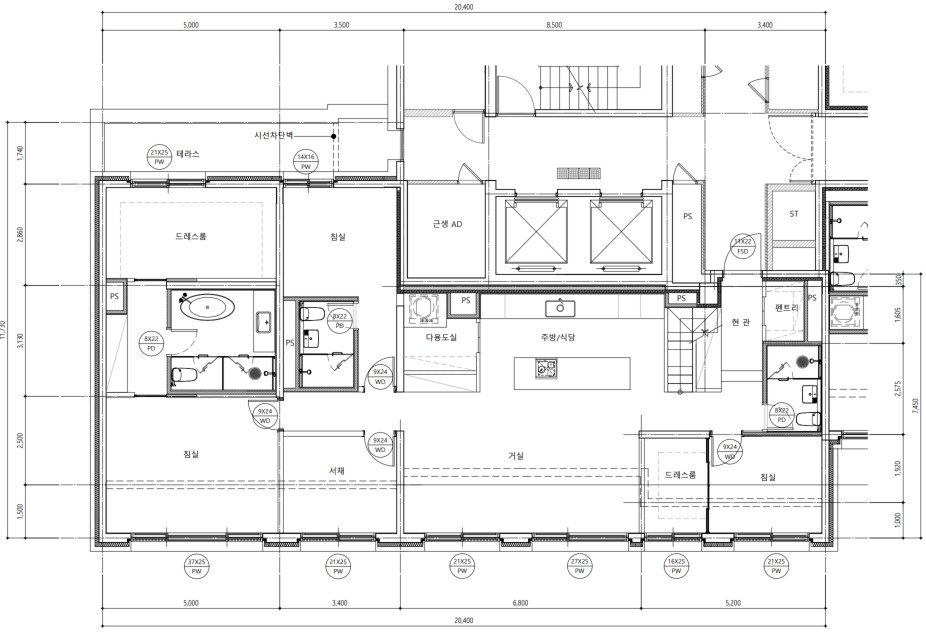 20,400
5,000 3,500 8,500 3,400
시선차단벽
21X25
PW
테라스
14X16
PW
1,740
2,860
3,130
11,730
2,500
1,500
드레스룸
침실
근생 AD
PS
ST
11X22
FSD
PS
PS
PS
펜트리
PS
현 관
350
1,605
2,575
7,450
1,920
1,000
8X22
PD
PS
8X22
PD
다용도실
주방/식당
9X24
WD
9X24
WD
8X22
PD
9X24
WD
9X24
WD
침실
서재
거실
드레스룸
침실
37X25
PW
21X25
PW
21X25
PW
27X25
PW
16X25
PW
21X25
PW
5,000 3,400 6,800 5,200
20,400